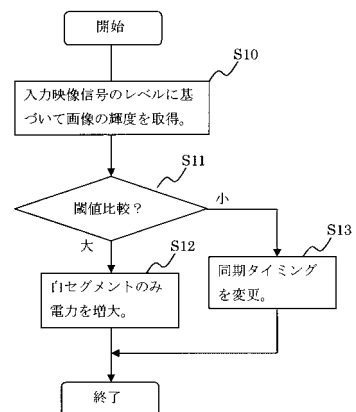 開始
S10
入力映像信号のレベルに基
づいて画像の輝度を取得。
S11
閾値比較？
小
大
S12
白セグメントのみ
電力を増大。
S13
同期タイミング
を変更。
終了